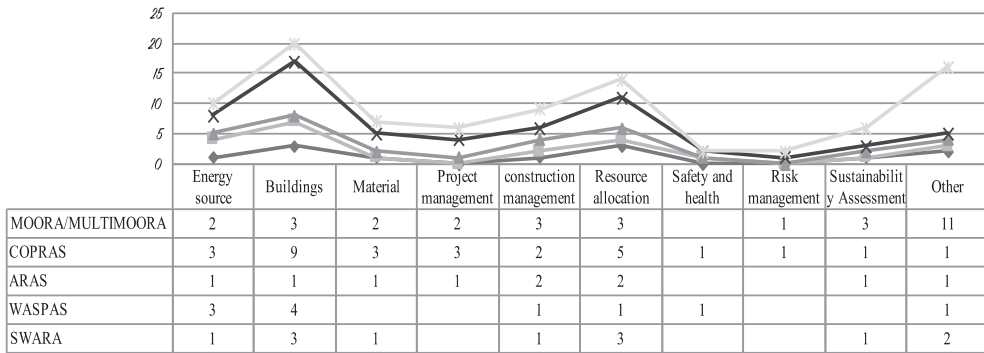 25
20
15
10
5
0
Energy source Buildings Material Project management construction management Resource allocation Safety and health Risk management Sustainabilit y Assessment Other
MOORA/MULTIMOORA 2 3 2 2 3 3 1 3 11
COPRAS 3 9 3 3 2 5 1 1 1 1
ARAS 1 1 1 1 2 2 1 1
WASPAS 3 4 1 1 1 1
SWARA 1 3 1 1 3 1 2